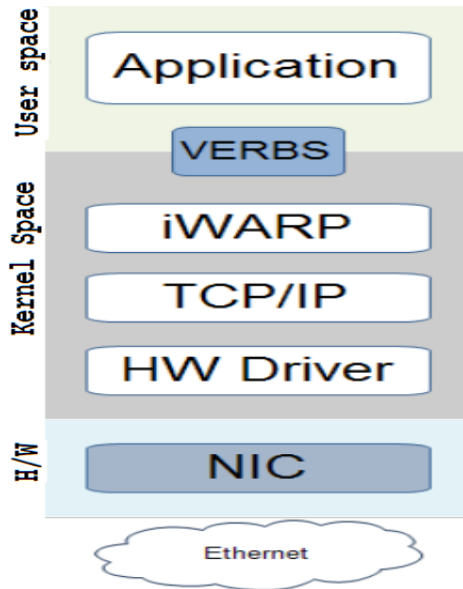 User space
Application
VERBS
Kernel Space
iWARP
TCP/IP
HW Driver
H/W
NIC
Ethernet